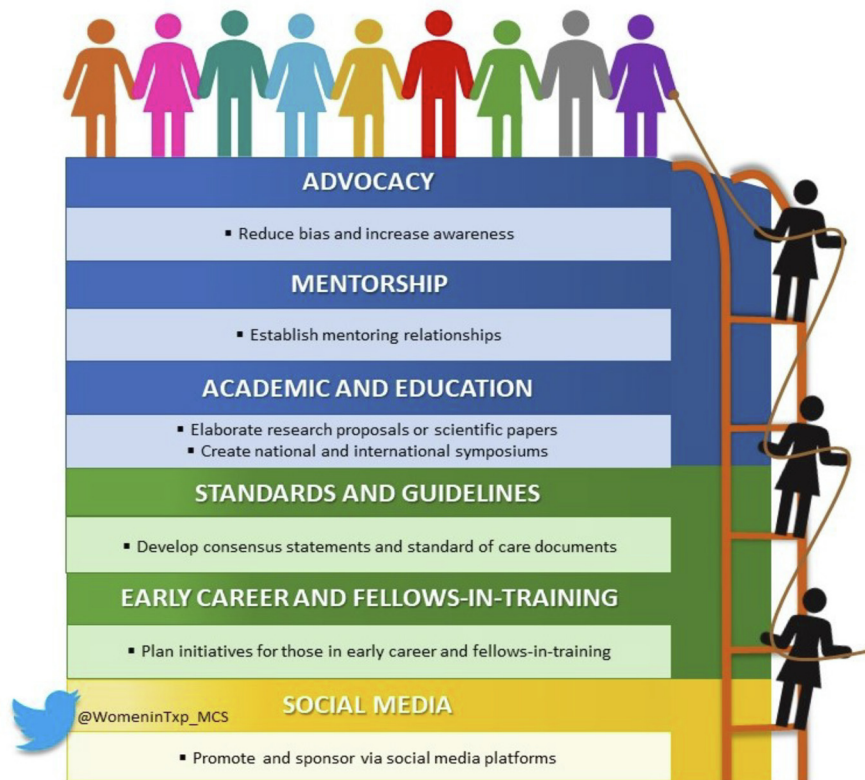 ADVOCACY
▪ Reduce bias and increase awareness
MENTORSHIP
▪ Establish mentoring relationships
ACADEMIC AND EDUCATION
▪ Elaborate research proposals or scientific papers
▪ Create national and international symposiums
STANDARDS AND GUIDELINES
▪ Develop consensus statements and standard of care documents
EARLY CAREER AND FELLOWS-IN-TRAINING
▪ Plan initiatives for those in early career and fellows-in-training
SOCIAL MEDIA
@WomeninTxp_MCS
▪ Promote and sponsor via social media platforms